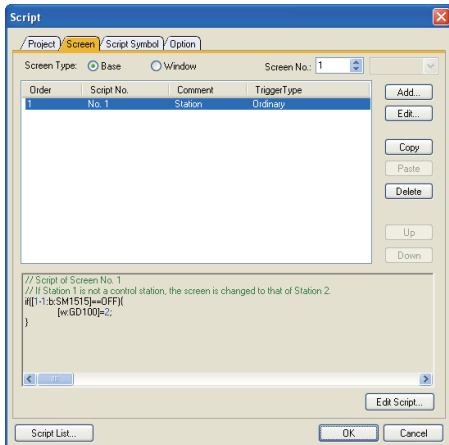 Script
Project Screen Script Symbol Option
Screen Type: Base Window Screen No.: 1
Order Script No. Comment TriggerType
1 No. 1 Station Ordinary
Add...
Edit...
Copy
Paste
Delete
Up
Down
// Script of Screen No. 1
// If Station 1 is not a control station, the screen is changed to that of Station 2.
if([1-1:b:SM1515]==OFF){
[w:GD100]=2;
}
Edit Script...
Script List... OK Cancel